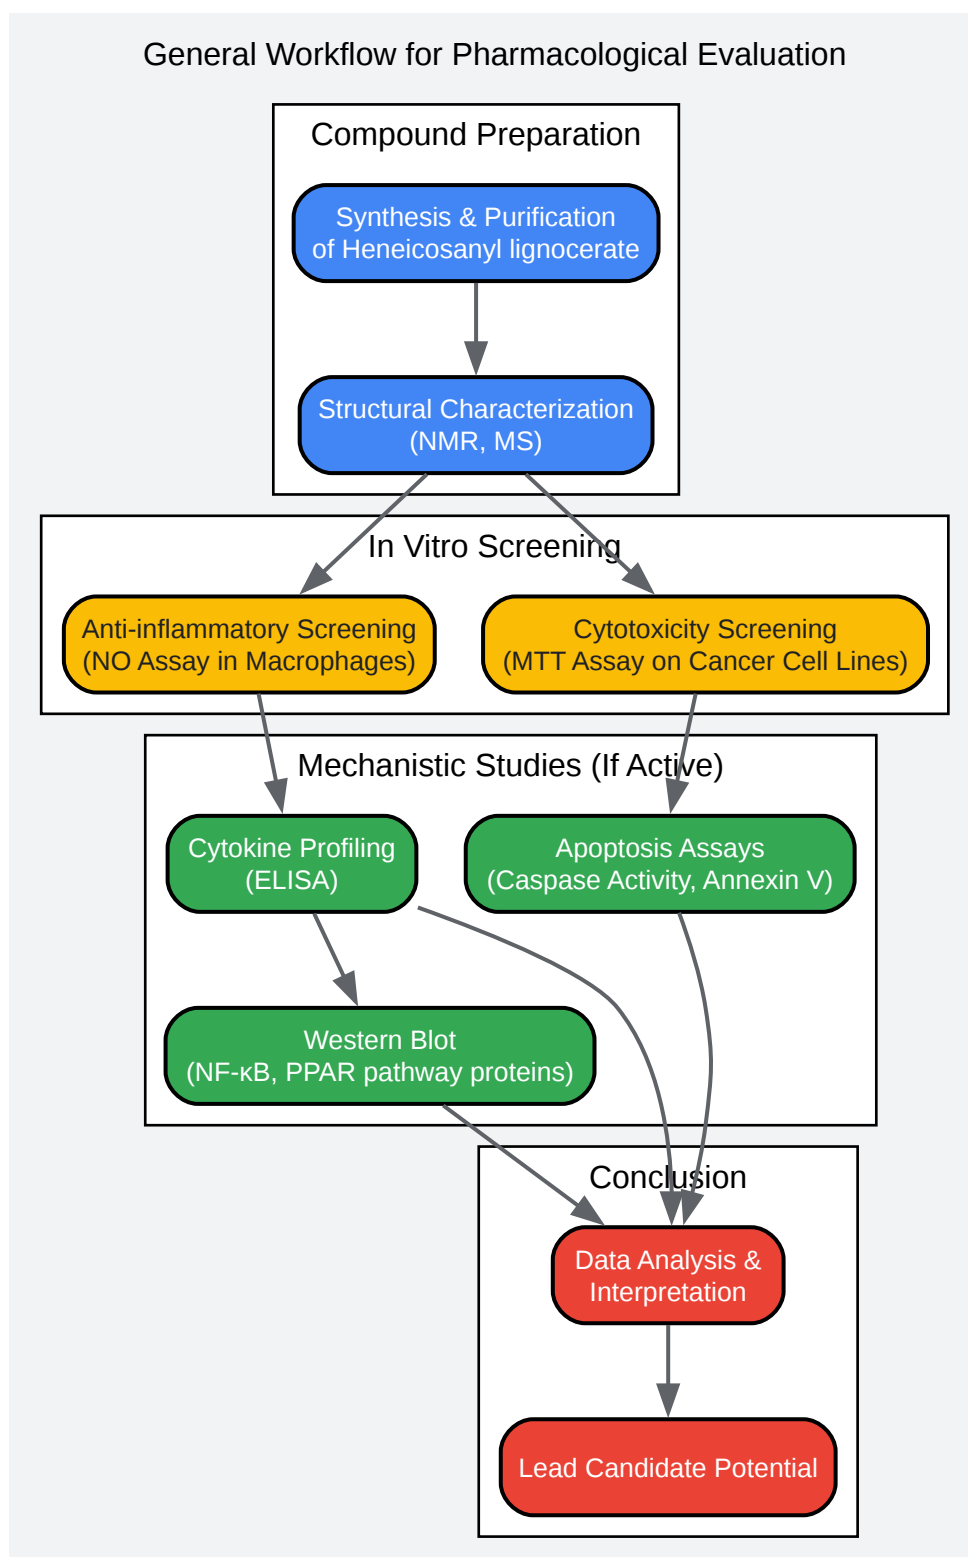 General Workflow for Pharmacological Evaluation
Compound Preparation
Synthesis & Purification
of Heneicosanyl lignocerate
Structural Characterization
(NMR, MS)
In Vitro Screening
Anti-inflammatory Screening
(NO Assay in Macrophages)
Cytotoxicity Screening
(MTT Assay on Cancer Cell Lines)
Mechanistic Studies (If Active)
Cytokine Profiling
(ELISA)
Apoptosis Assays
(Caspase Activity, Annexin V)
Western Blot
(NF-κB, PPAR pathway proteins)
Conclusion
Data Analysis &
Interpretation
Lead Candidate Potential